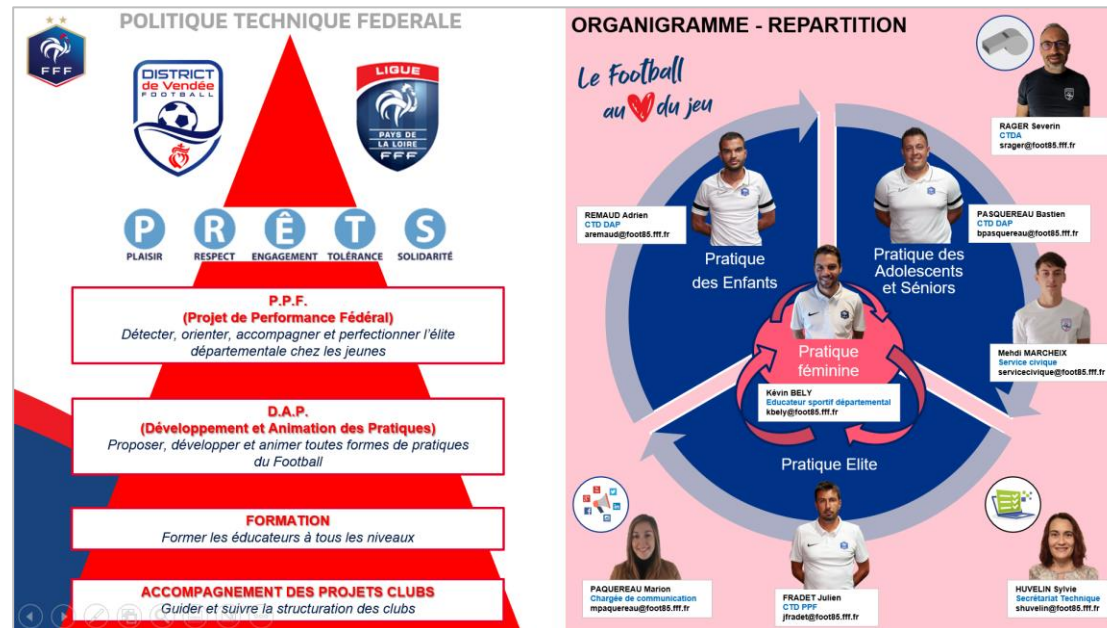 POLITIQUE TECHNIQUE FEDERALE
FFF
DISTRICT
de Vendée
FOOTBALL
LIGUE
PAYS DE
LA LOIRE
FFF
P R Ê T S
PLAISIR RESPECT ENGAGEMENT TOLÉRANCE SOLIDARITÉ
P.P.F.
(Projet de Performance Fédéral)
Détecter, orienter, accompagner et perfectionner l'élite
départementale chez les jeunes
D.A.P.
(Développement et Animation des Pratiques)
Proposer, développer et animer toutes formes de pratiques
du Football
FORMATION
Former les éducateurs à tous les niveaux
ACCOMPAGNEMENT DES PROJETS CLUBS
Guider et suivre la structuration des clubs
ORGANIGRAMME - REPARTITION
Le Football
au du jeu
RAGER Severin
CTDA
srager@foot85.fff.fr
REMAUD Adrien
CTD DAP
aremaud@foot85.fff.fr
Pratique
des Enfants
PASQUEREAU Bastien
CTD DAP
bpasquereau@foot85.fff.fr
Pratique des
Adolescents
et Séniors
Mehdi MARCHEIX
Service civique
servicecivique@foot85.fff.fr
Pratique
féminine
Kévin BELY
Educateur sportif départemental
kbely@foot85.fff.fr
Pratique Elite
PAQUEREAU Marion
Chargée de communication
mpaquereau@foot85.fff.fr
FRADET Julien
CTD PPF
jfradet@foot85.fff.fr
HUVELIN Sylvie
Secrétariat Technique
shuvelin@foot85.fff.fr